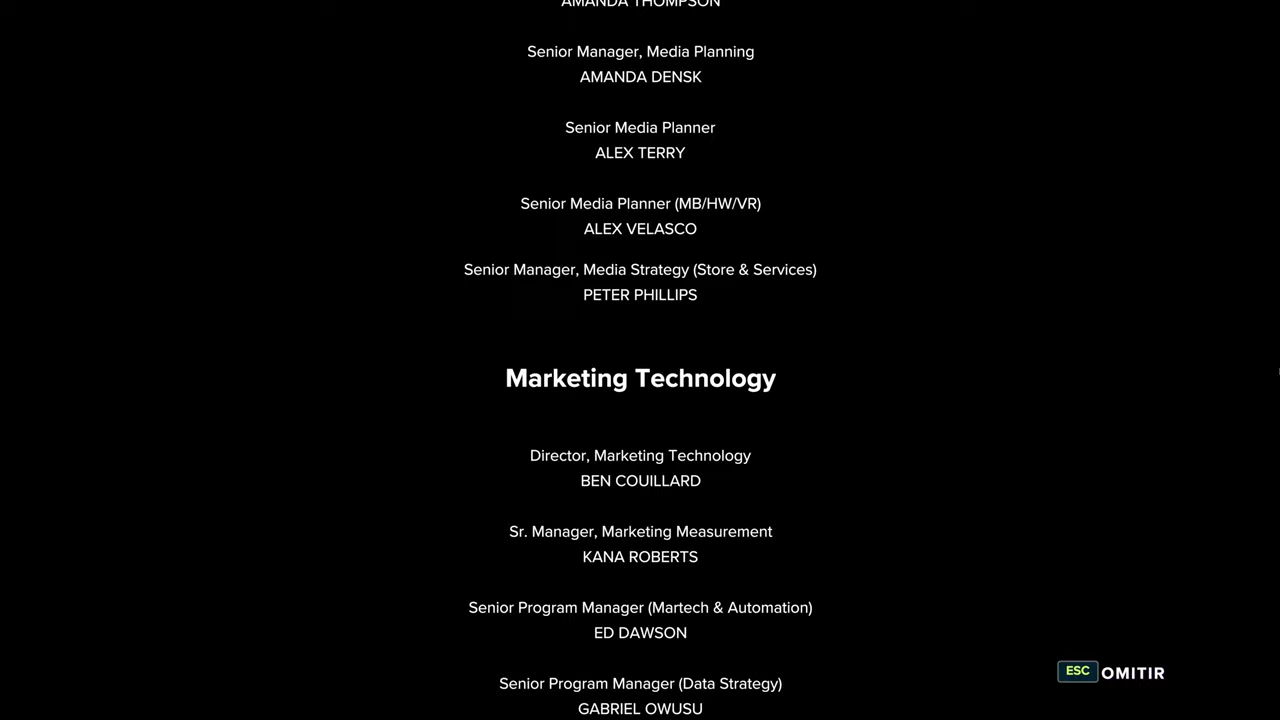 AMANDA THOMPSON
Senior Manager, Media Planning
AMANDA DENSK
Senior Media Planner
ALEX TERRY
Senior Media Planner (MB/HW/VR)
ALEX VELASCO
Senior Manager, Media Strategy (Store & Services)
PETER PHILLIPS
Marketing Technology
Director, Marketing Technology
BEN COUILLARD
Sr. Manager, Marketing Measurement
KANA ROBERTS
Senior Program Manager (Martech & Automation)
ED DAWSON
Senior Program Manager (Data Strategy)
GABRIEL OWUSU
ESC OMITIR